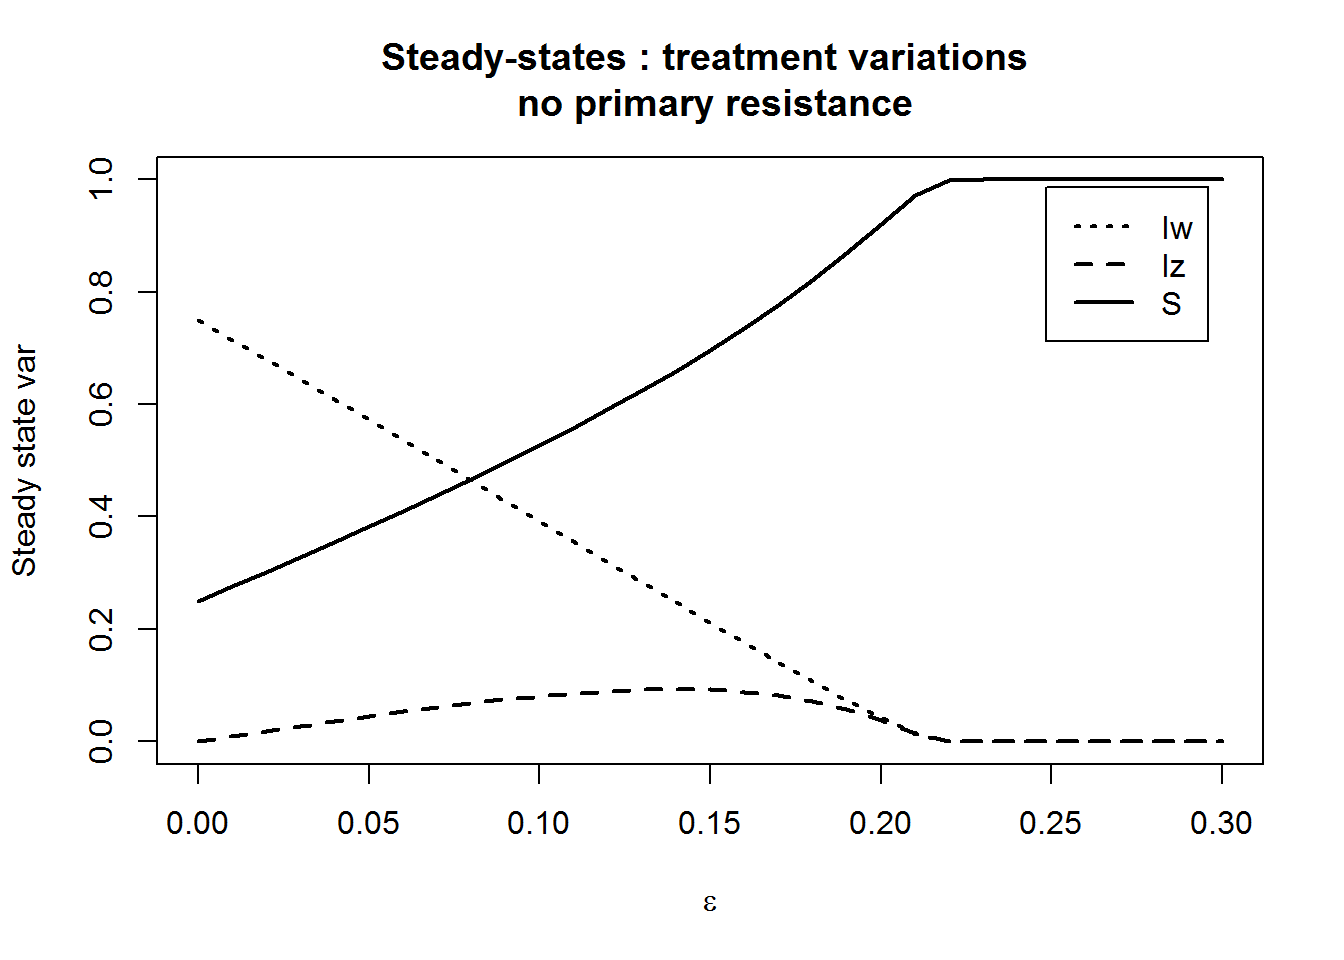 Steady-states : treatment variations
no primary resistance
Steady state var
1.0
0.8
0.6
0.4
0.2
0.0
Iw
Iz
S
0.00 0.05 0.10 0.15 0.20 0.25 0.30
ε